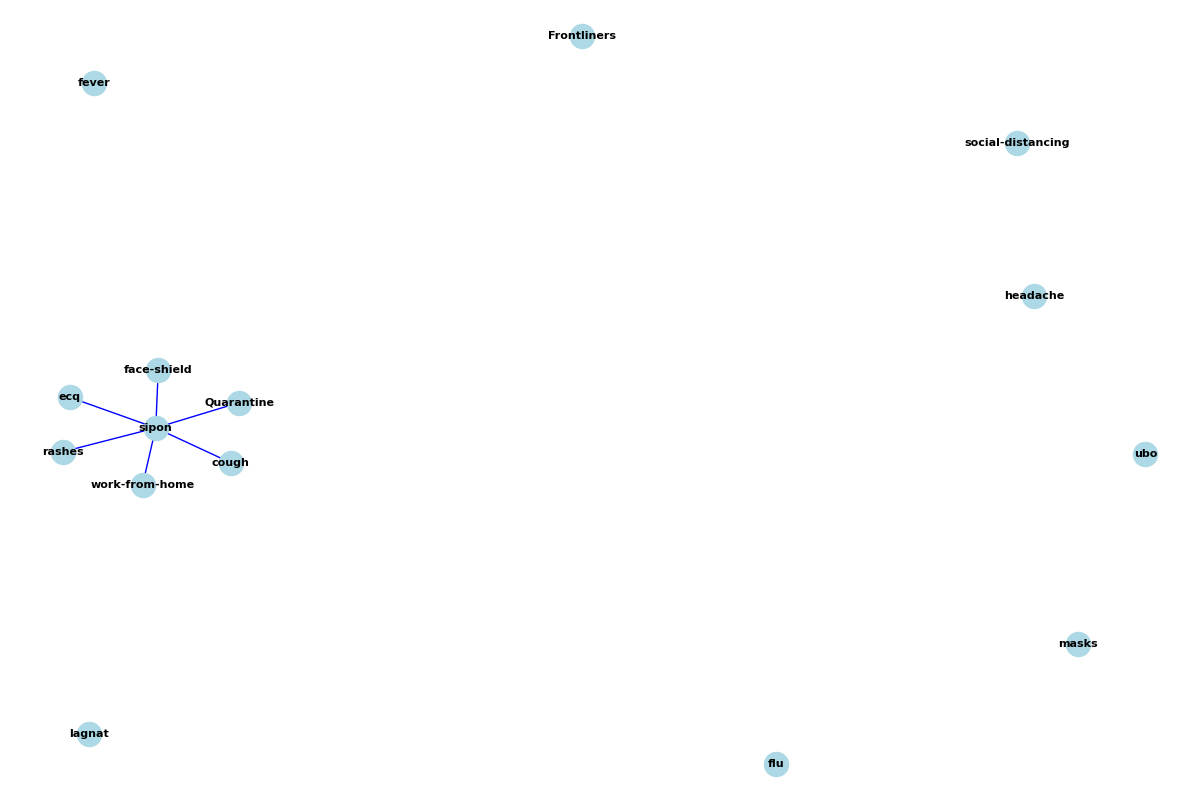 Frontliners
fever
social-distancing
headache
face-shield
ecq
Quarantine
sipon
rashes
cough
ubo
work-from-home
masks
lagnat
flu